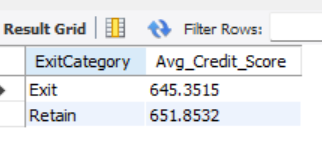 Result Grid Filter Rows:
ExitCategory Avg_Credit_Score
Exit 645.3515
Retain 651.8532